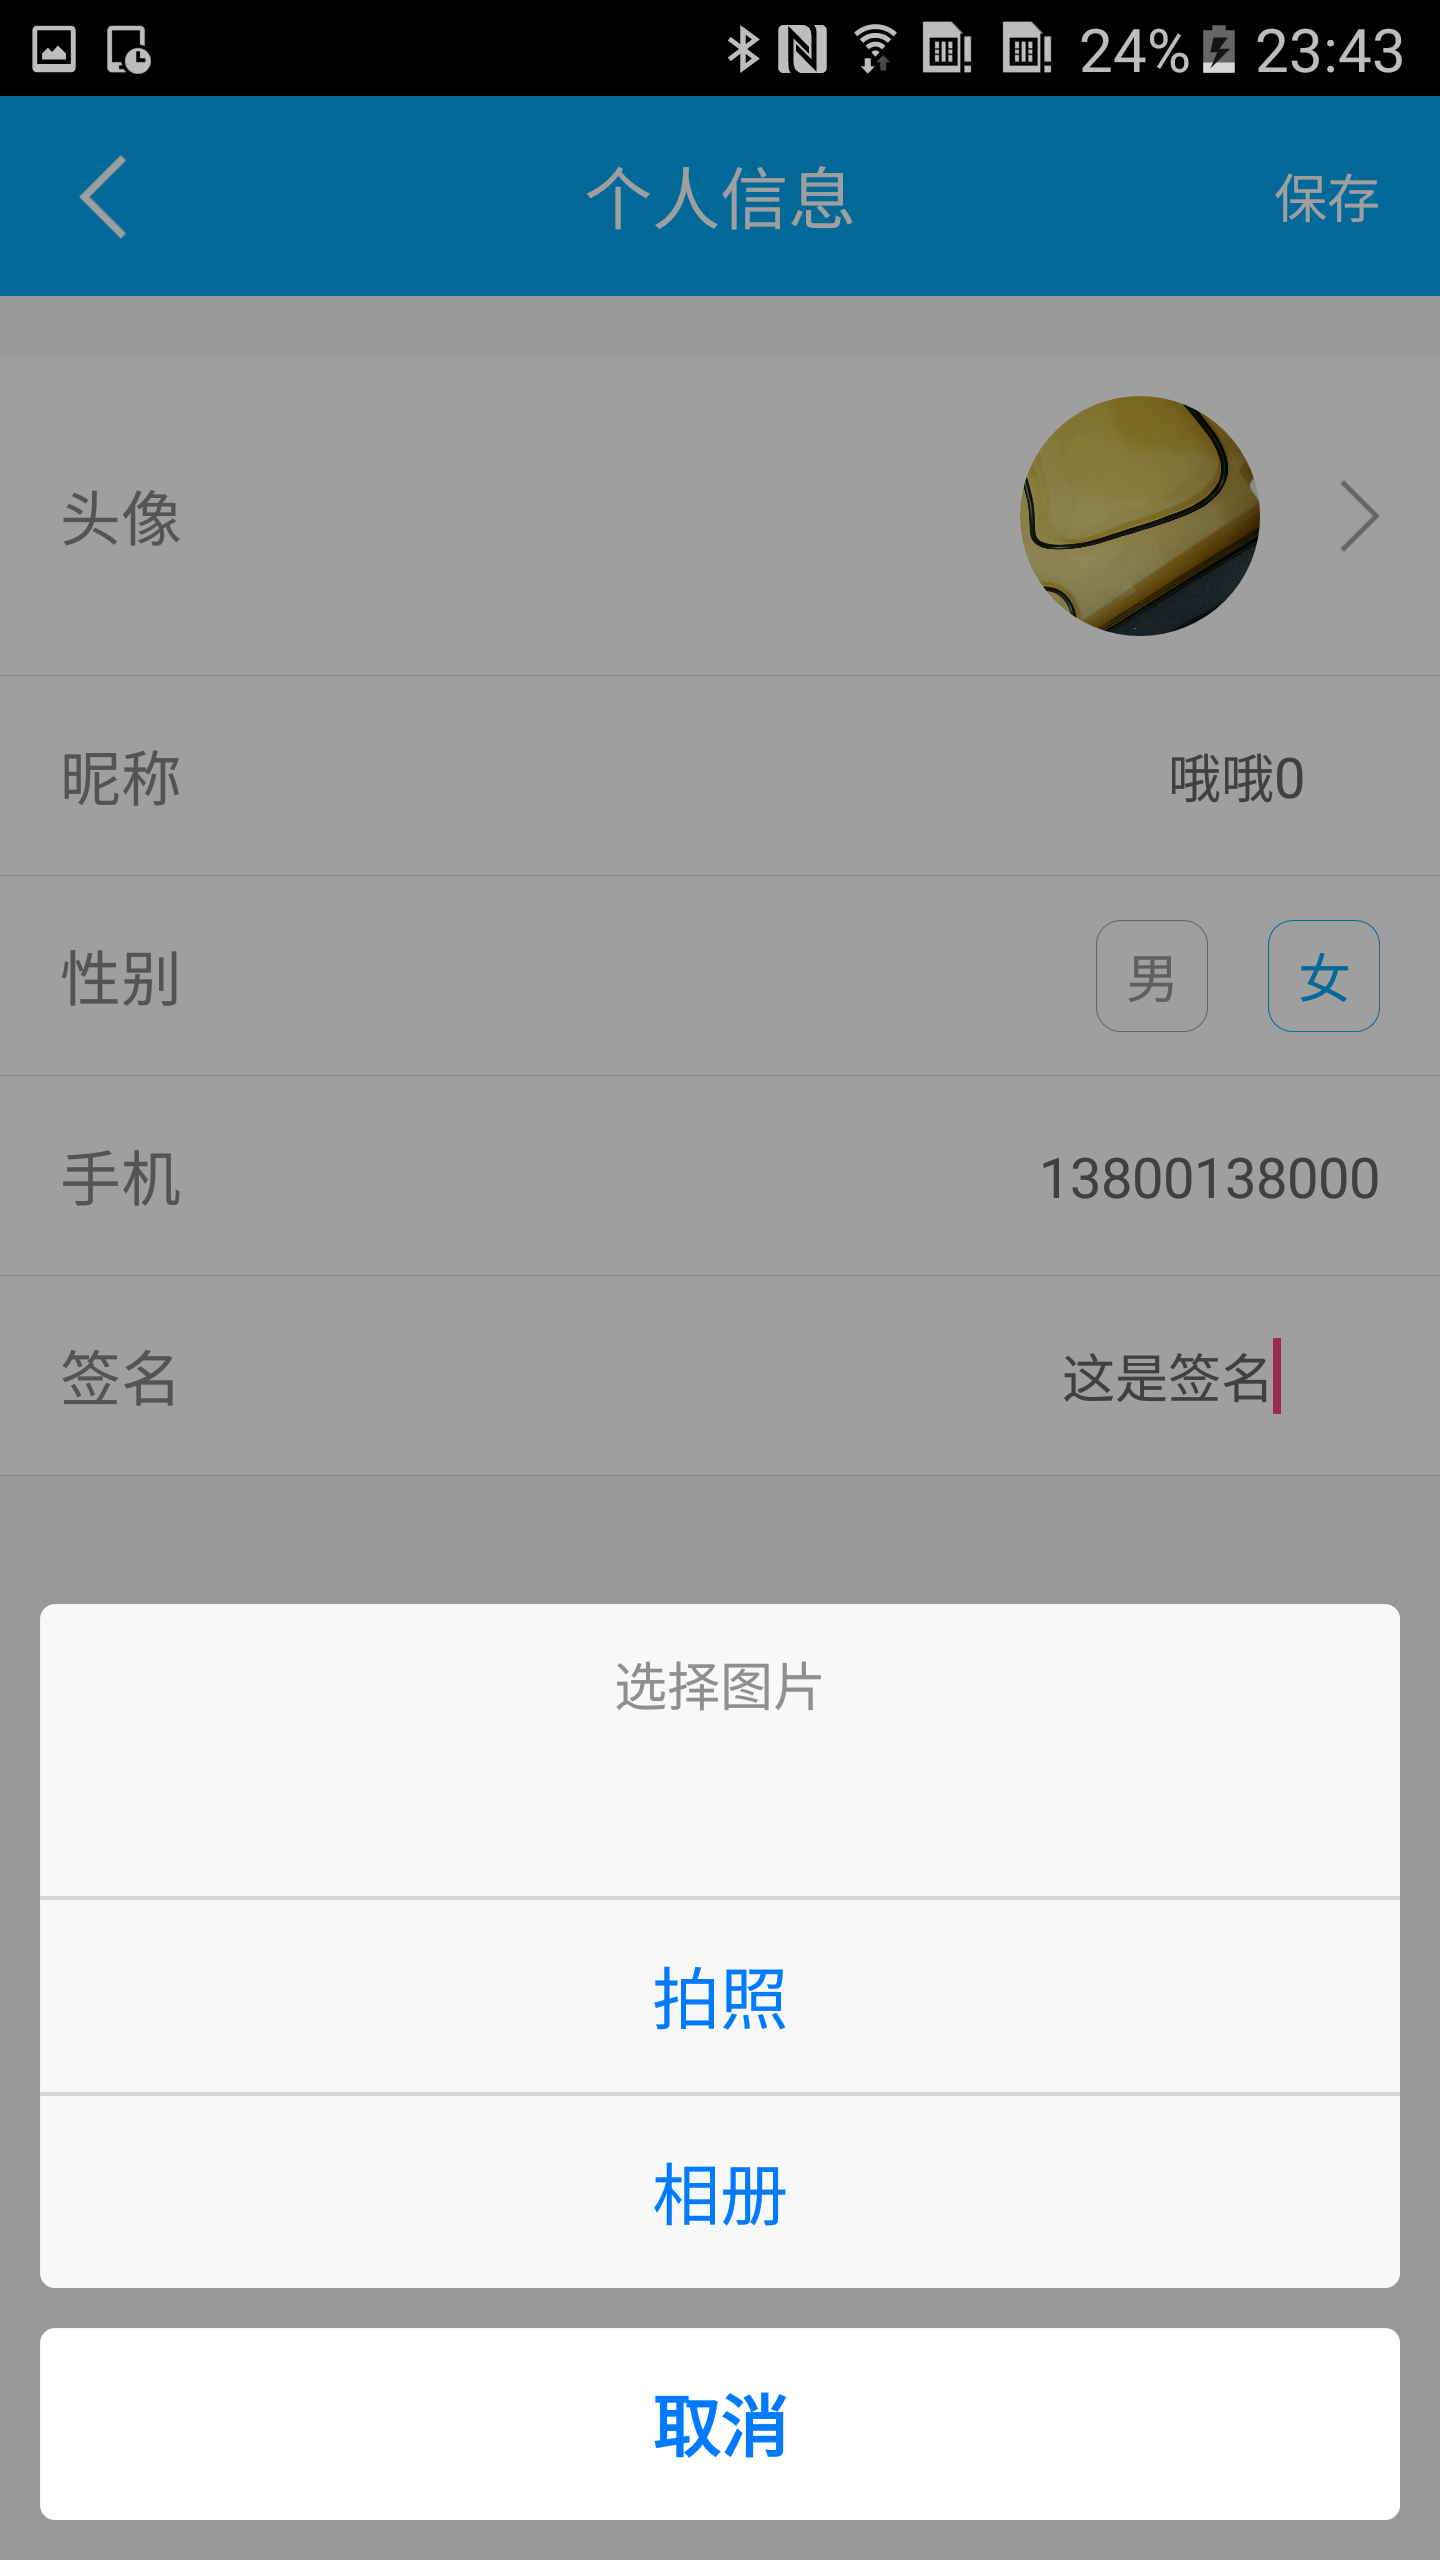 24% 23:43
个人信息 保存
头像
昵称 哦哦0
性别 男 女
手机 13800138000
签名 这是签名
选择图片
拍照
相册
取消